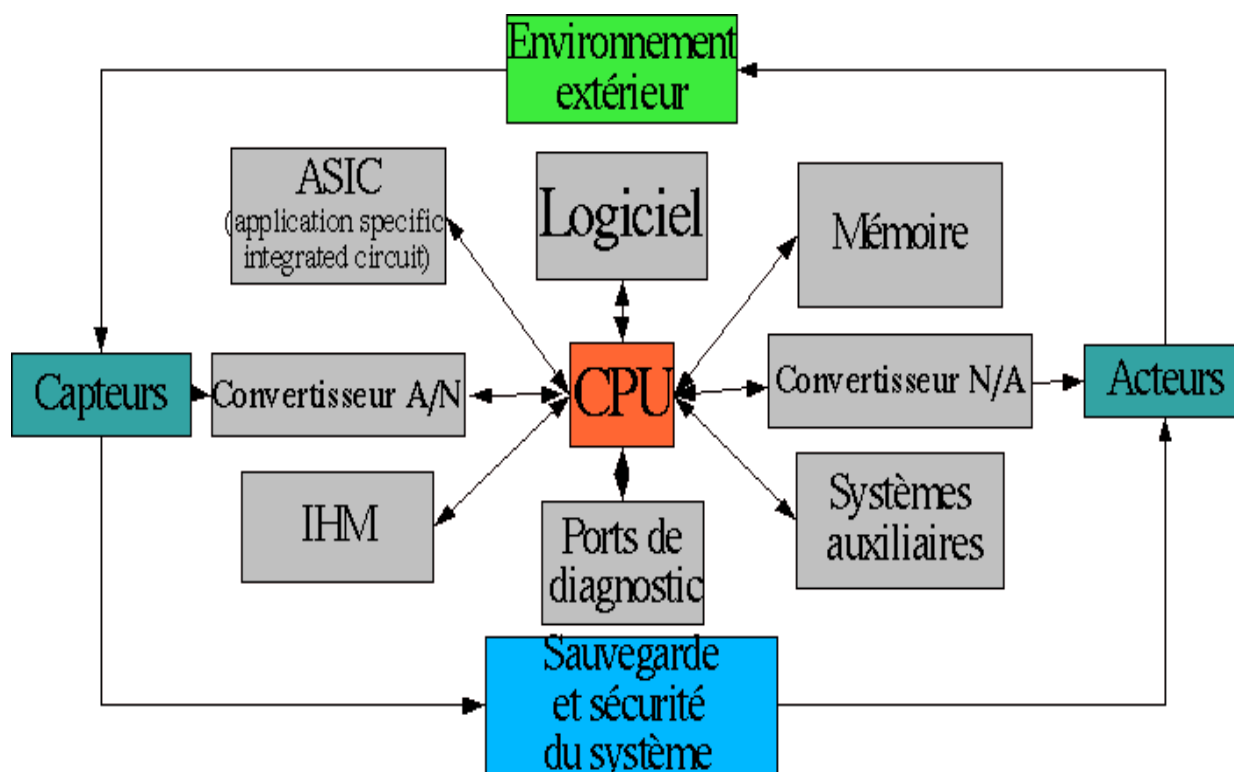 Environnement
extérieur
ASIC
(application specific
integrated circuit)
Logiciel
Mémoire
Capteurs
Convertisseur A/N
CPU
Convertisseur N/A
Acteurs
IHM
Ports de
diagnostic
Systèmes
auxiliaires
Sauvegarde
et sécurité
du système